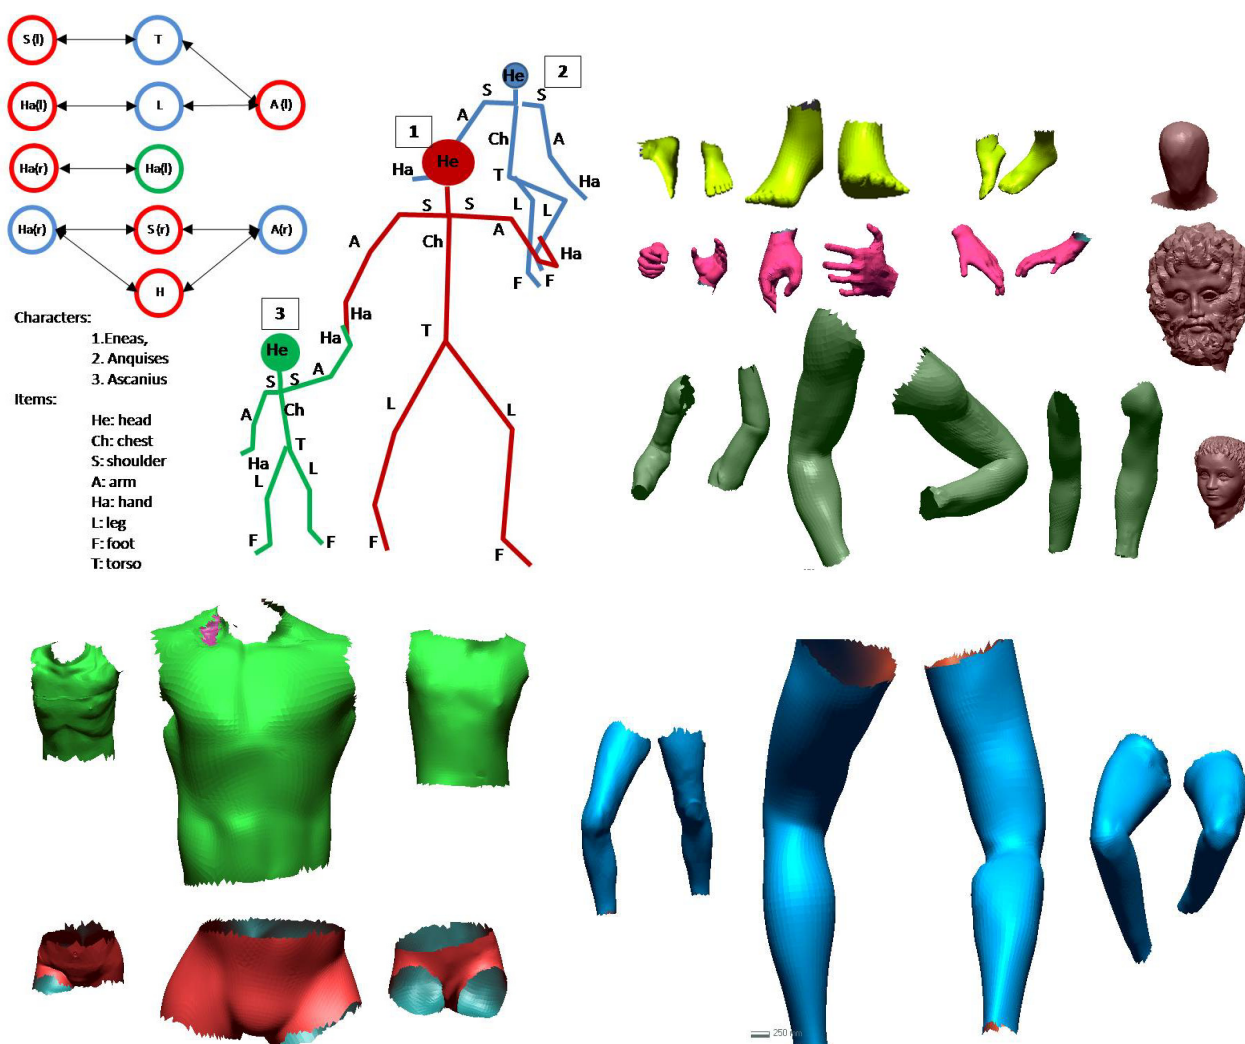 S(l) T
Ha(l) L A(l)
Ha(r) Ha(l)
Ha(r) S(r) A(r)
H
Characters:
1.Eneas,
2. Anquises
3. Ascanius
Items:
He: head
Ch: chest
S: shoulder
A: arm
Ha: hand
L: leg
F: foot
T: torso
He 2
S S
A
1
Ch A
He
Ha T Ha
L L
S S
A
Ch
A
Ha
F F
3
Ha
Ha T
He
A
S S
A Ch
L L
T
Ha L
L
F F
F F
250 mm